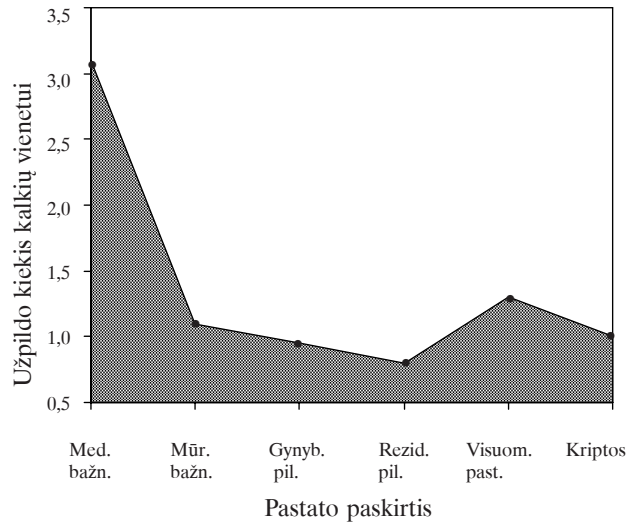 Užpildo kiekis kalkių vienetui
3,5
3,0
2,5
2,0
1,5
1,0
0,5
Med. bažn.
Mūr. bažn.
Gynyb. pil.
Rezid. pil.
Visuom. past.
Kriptos
Pastato paskirtis